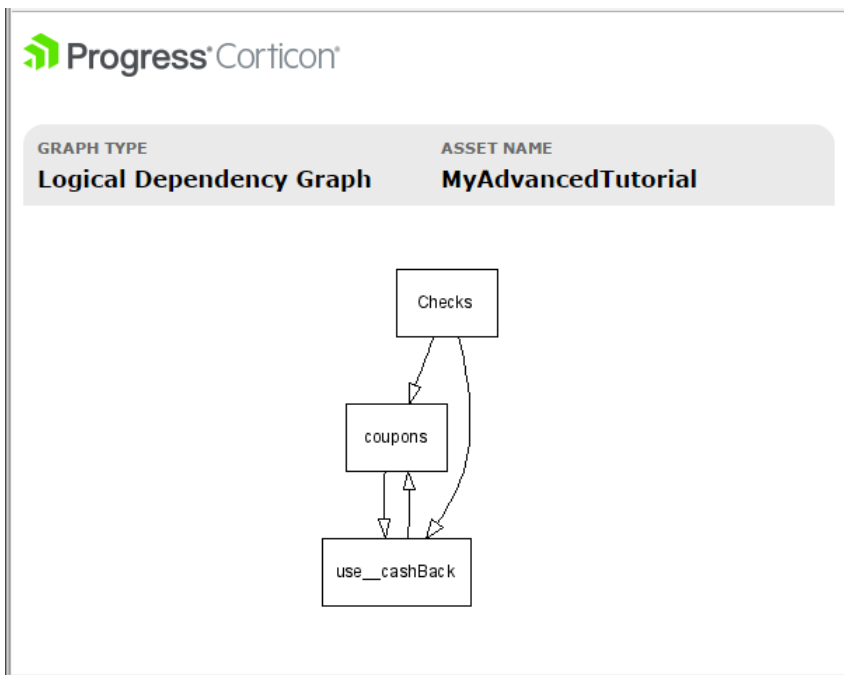 Progress® Corticon®
GRAPH TYPE
ASSET NAME
Logical Dependency Graph
MyAdvancedTutorial
Checks
coupons
use__cashBack